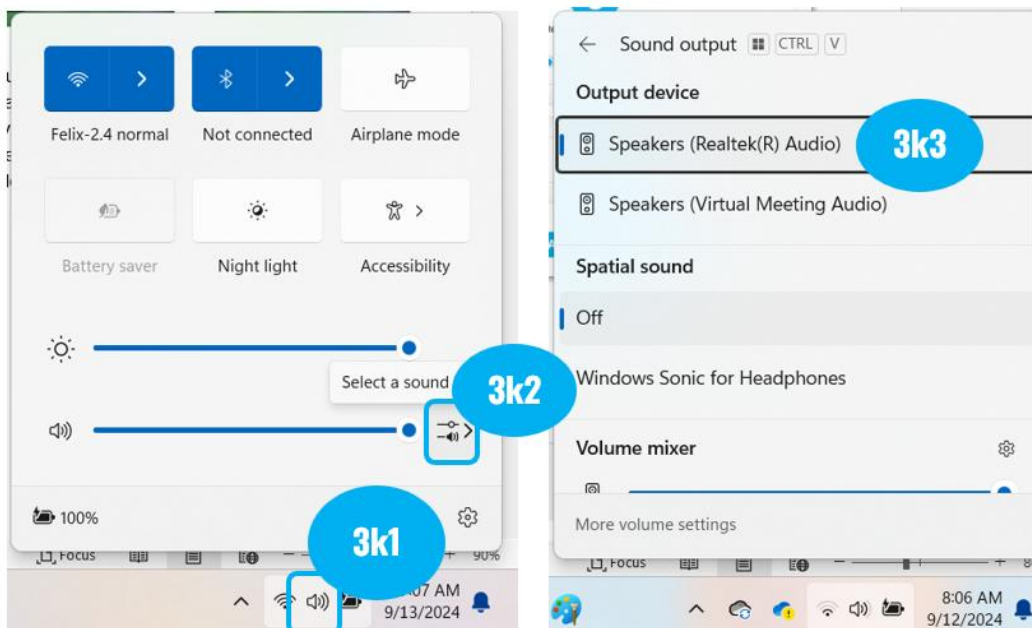 Felix-2.4 normal
Not connected
Airplane mode
Battery saver
Night light
Accessibility
Select a sound
3k2
100%
3k1
Focus
90%
07 AM
9/13/2024
Sound output CTRL V
Output device
Speakers (Realtek(R) Audio)
3k3
Speakers (Virtual Meeting Audio)
Spatial sound
Off
Windows Sonic for Headphones
Volume mixer
More volume settings
Focus
8:06 AM
9/12/2024